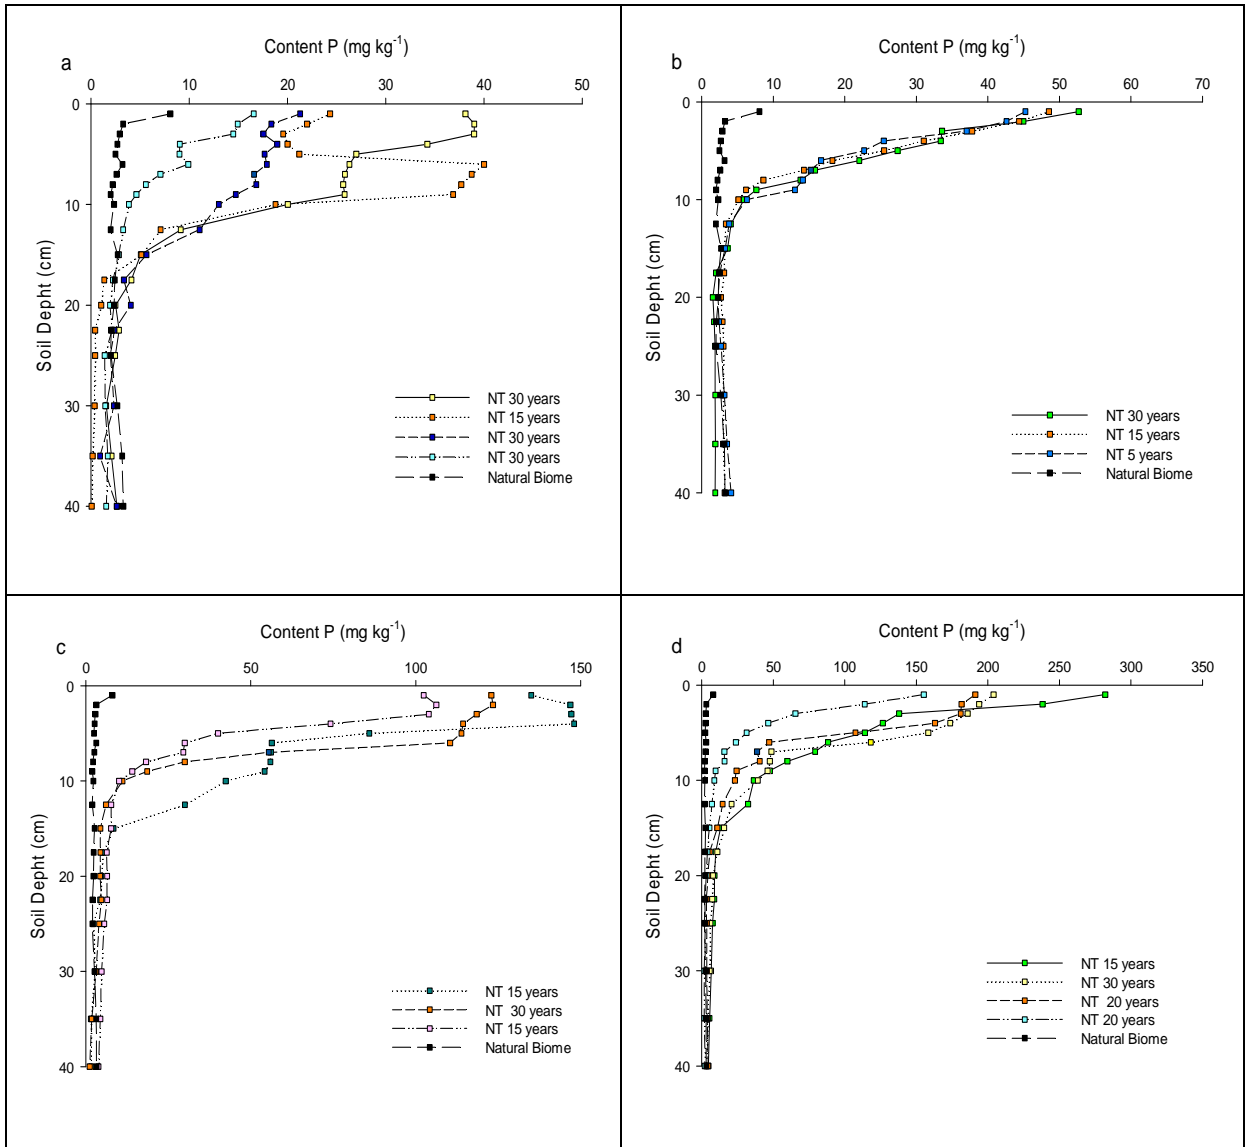 Content P (mg kg-1)
a
0 10 20 30 40 50
0
10
20
30
40
Soil Depht (cm)
NT 30 years
NT 15 years
NT 30 years
NT 30 years
Natural Biome
Content P (mg kg-1)
b
0 10 20 30 40 50 60 70
0
10
20
30
40
Soil Depht (cm)
NT 30 years
NT 15 years
NT 5 years
Natural Biome
Content P (mg kg-1)
c
0 50 100 150
0
10
20
30
40
Soil Depht (cm)
NT 15 years
NT 30 years
NT 15 years
Natural Biome
Content P (mg kg-1)
d
0 50 100 150 200 250 300 350
0
10
20
30
40
Soil Depht (cm)
NT 15 years
NT 30 years
NT 20 years
NT 20 years
Natural Biome